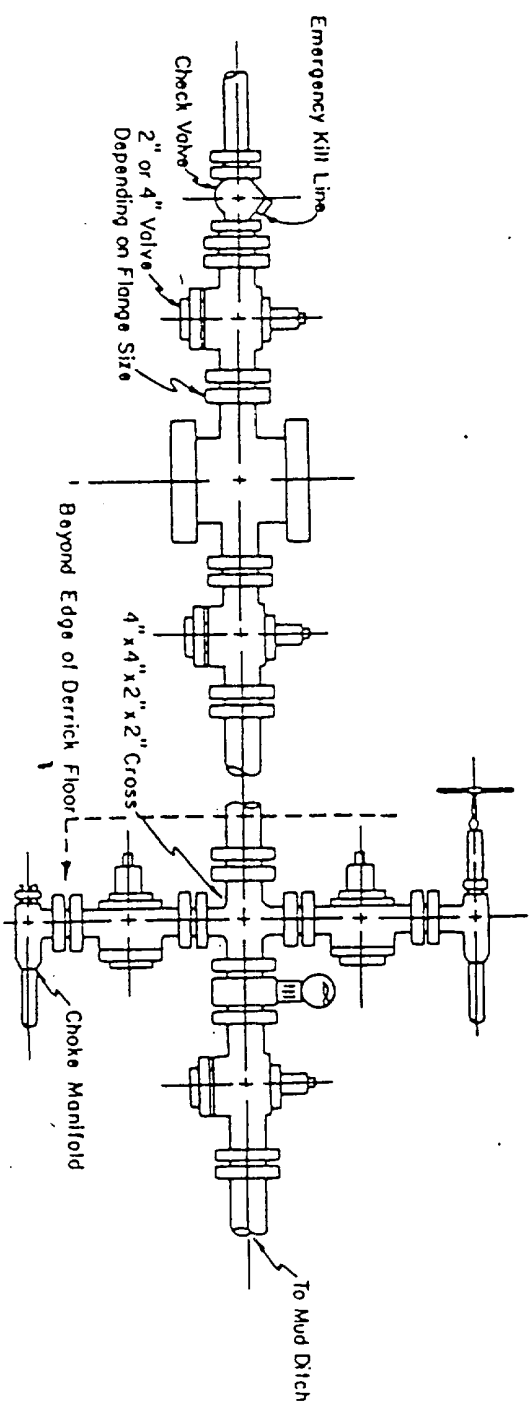 Emergency Kill Line
Check Valve
2" or 4" Valve
Depending on Flange Size
Beyond Edge of Derrick Floor
4"x4"x2"x2" Cross
Choke Manifold
To Mud Ditch